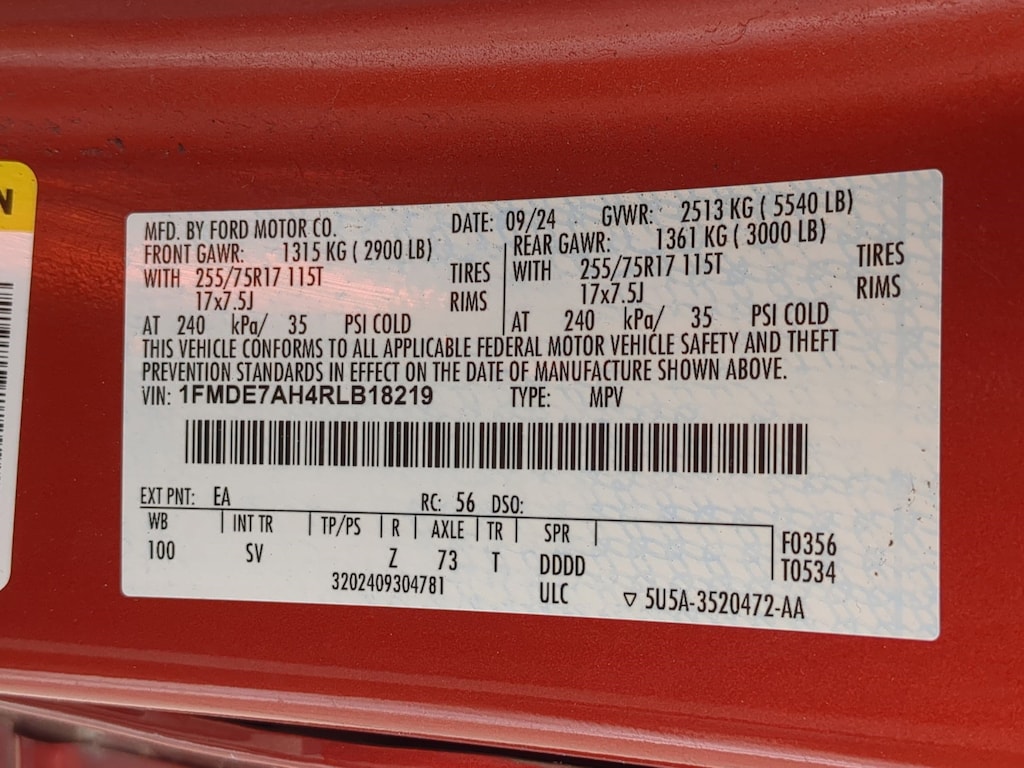 N
MFD. BY FORD MOTOR CO. DATE: 09/24 GVWR: 2513 KG ( 5540 LB)
FRONT GAWR: 1315 KG ( 2900 LB) REAR GAWR: 1361 KG ( 3000 LB)
WITH 255/75R17 115T TIRES WITH 255/75R17 115T TIRES
17x7.5J RIMS 17x7.5J RIMS
AT 240 kPa/ 35 PSI COLD AT 240 kPa/ 35 PSI COLD
THIS VEHICLE CONFORMS TO ALL APPLICABLE FEDERAL MOTOR VEHICLE SAFETY AND THEFT
PREVENTION STANDARDS IN EFFECT ON THE DATE OF MANUFACTURE SHOWN ABOVE.
VIN: 1FMDE7AH4RLB18219 TYPE: MPV
EXT PNT: EA RC: 56 DSO:
WB INT TR TP/PS R AXLE TR SPR
100 SV Z 73 T DDDD
F0356
T0534
3202409304781 ULC ▽ 5U5A-3520472-AA